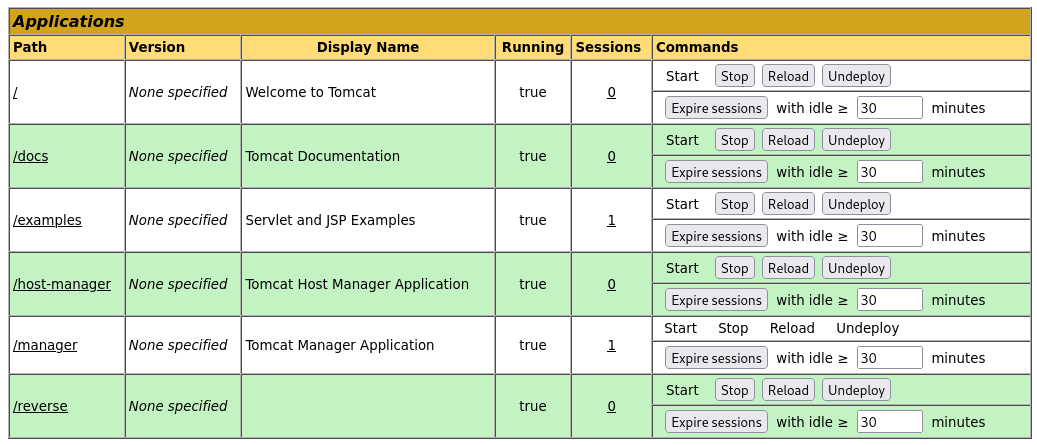 Applications
Path Version Display Name Running Sessions Commands
/ None specified Welcome to Tomcat true 0 Start Stop Reload Undeploy
Expire sessions with idle ≥ 30 minutes
/docs None specified Tomcat Documentation true 0 Start Stop Reload Undeploy
Expire sessions with idle ≥ 30 minutes
/examples None specified Servlet and JSP Examples true 1 Start Stop Reload Undeploy
Expire sessions with idle ≥ 30 minutes
/host-manager None specified Tomcat Host Manager Application true 0 Start Stop Reload Undeploy
Expire sessions with idle ≥ 30 minutes
/manager None specified Tomcat Manager Application true 1 Start Stop Reload Undeploy
Expire sessions with idle ≥ 30 minutes
/reverse None specified true 0 Start Stop Reload Undeploy
Expire sessions with idle ≥ 30 minutes